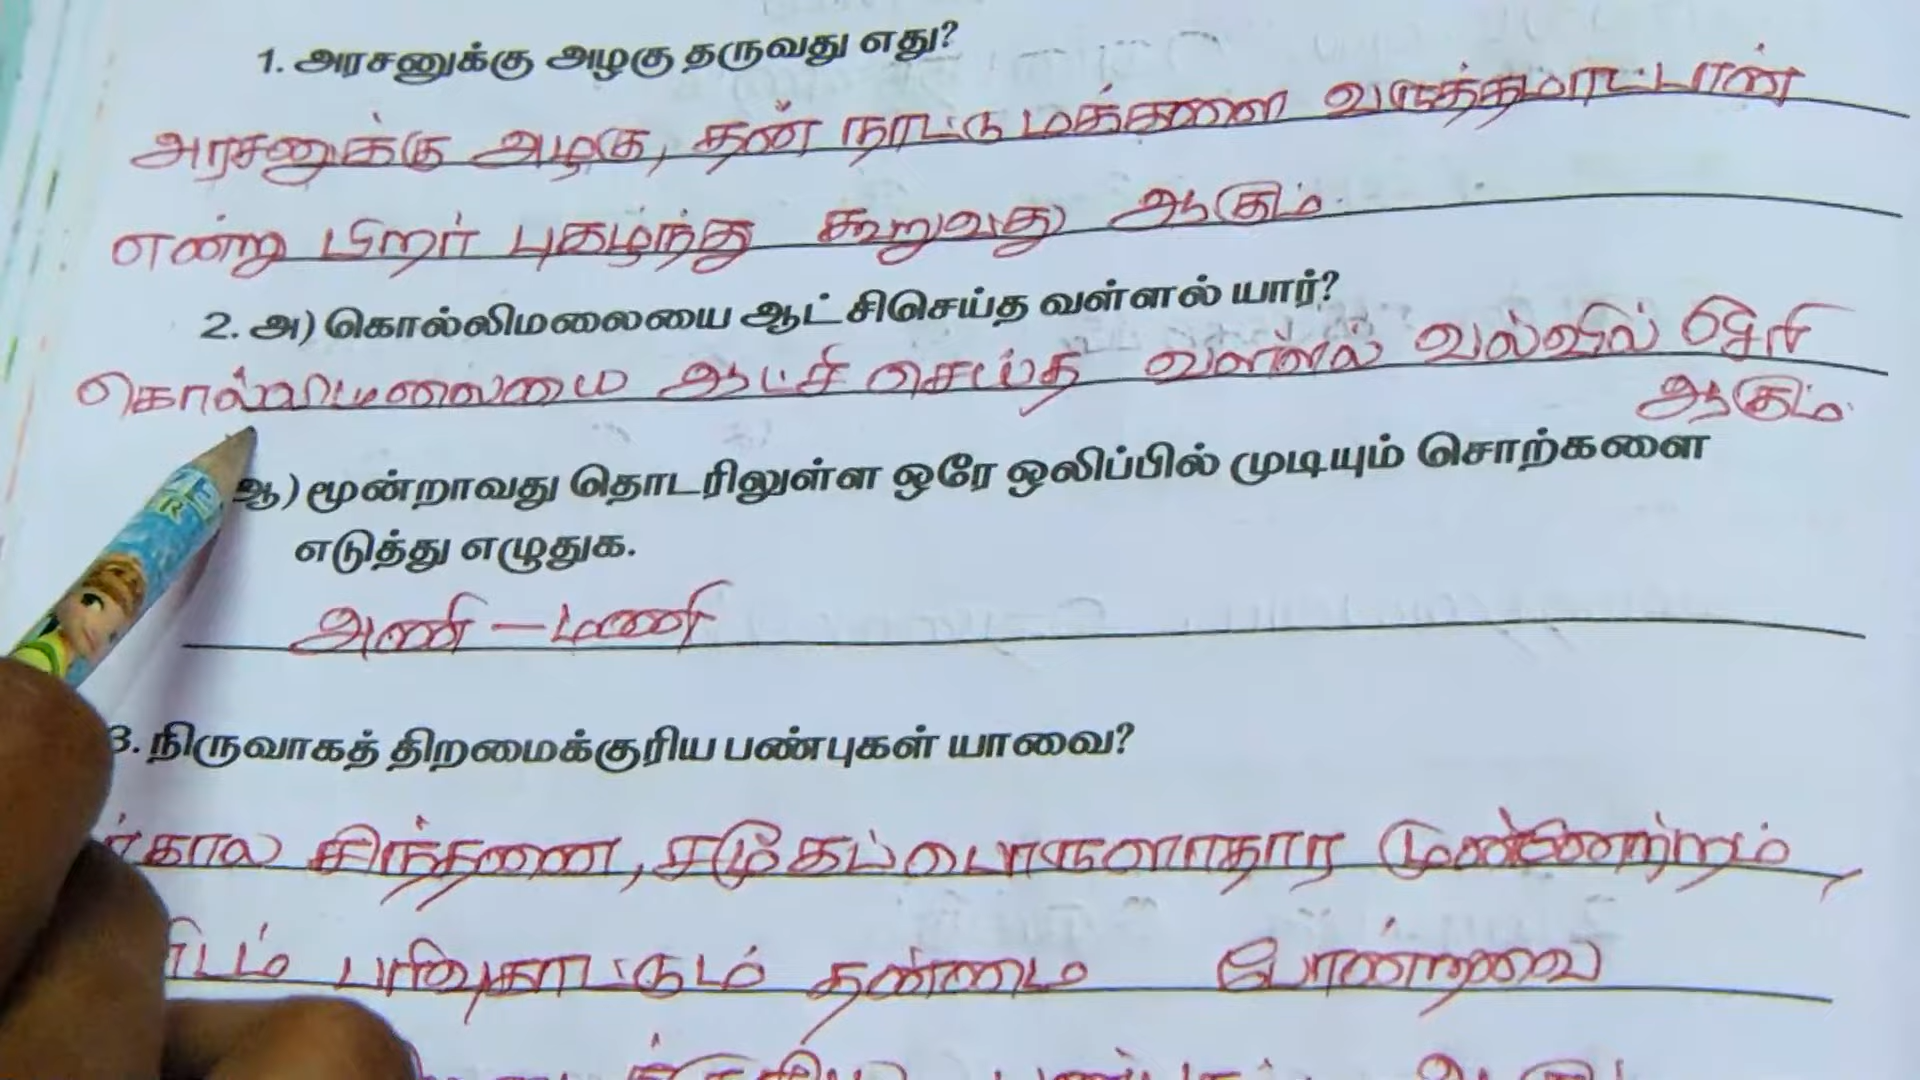 1. அரசனுக்கு அழகு தருவது எது?
அரசனுக்கு அழகு, தன் நாட்டு மக்களை வருத்தமாட்டான்
என்று பிறர் புகழ்ந்து கூறுவது ஆகும்.
2. அ) கொல்லிமலையை ஆட்சிசெய்த வள்ளல் யார்?
கொல்லிமலையை ஆட்சி செய்த வள்ளல் வல்வில் ஓரி
ஆகும்.
ஆ) மூன்றாவது தொடரிலுள்ள ஒரே ஒலிப்பில் முடியும் சொற்களை
எடுத்து எழுதுக.
அணி – மணி
3. நிருவாகத் திறமைக்குரிய பண்புகள் யாவை?
சிந்தனை, சமூகப்பொருளாதார முன்னேற்றம்,
பரிவுகாட்டும் தன்மை போன்றவை